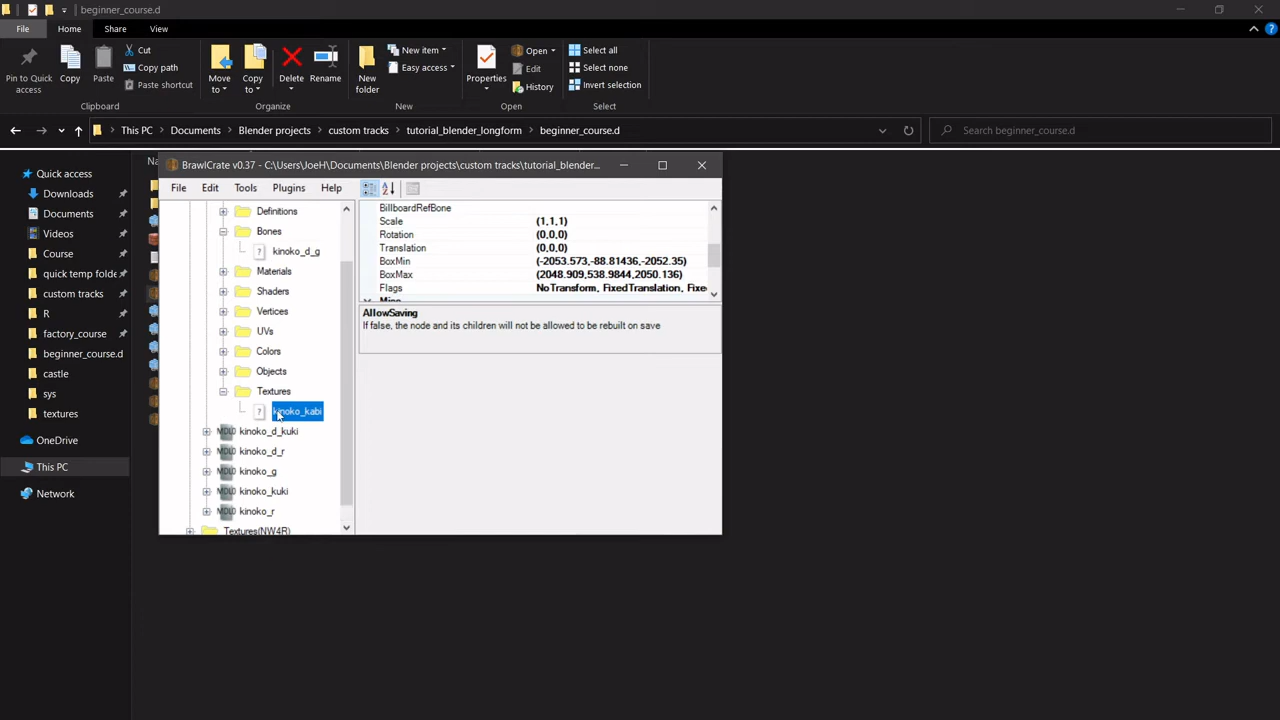 beginner_course.d
File Home Share View
Pin to Quick access
Copy
Paste
Cut
Copy path
Paste shortcut
Clipboard
Move to
Copy to
Delete
Rename
Organize
New folder
New item
Easy access
New
Properties
Open
Edit
History
Open
Select all
Select none
Invert selection
Select
This PC > Documents > Blender projects > custom tracks > tutorial_blender_longform > beginner_course.d
Search beginner_course.d
Quick access
Downloads
Documents
Videos
Course
quick temp folde
custom tracks
R
factory_course
beginner_course.d
castle
sys
textures
OneDrive
This PC
Network
Na
BrawlCrate v0.37 - C:\Users\JoeH\Documents\Blender projects\custom tracks\tutorial_blender...
File Edit Tools Plugins Help
Definitions
Bones
kinoko_d_g
Materials
Shaders
Vertices
UVs
Colors
Objects
Textures
kinoko_kabi
MDL0 kinoko_d_kuki
MDL0 kinoko_d_r
MDL0 kinoko_g
MDL0 kinoko_kuki
MDL0 kinoko_r
Textures(NW4R)
BillboardRefBone
Scale (1,1,1)
Rotation (0,0,0)
Translation (0,0,0)
BoxMin (-2053.573,-88.81436,-2052.35)
BoxMax (2048.909,538.9844,2050.136)
Flags NoTransform, FixedTranslation, Fixe
Misc
AllowSaving
If false, the node and its children will not be allowed to be rebuilt on save